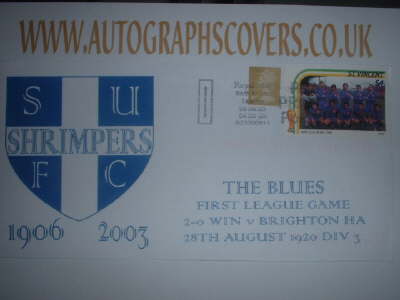 WWW.AUTOGRAPHSCOVERS.CO.UK
ST VINCENT
S U
SHRIMPERS
F C
1906 2003
THE BLUES
FIRST LEAGUE GAME
2-0 WIN v BRIGHTON HA
28TH AUGUST 1920 DIV 3